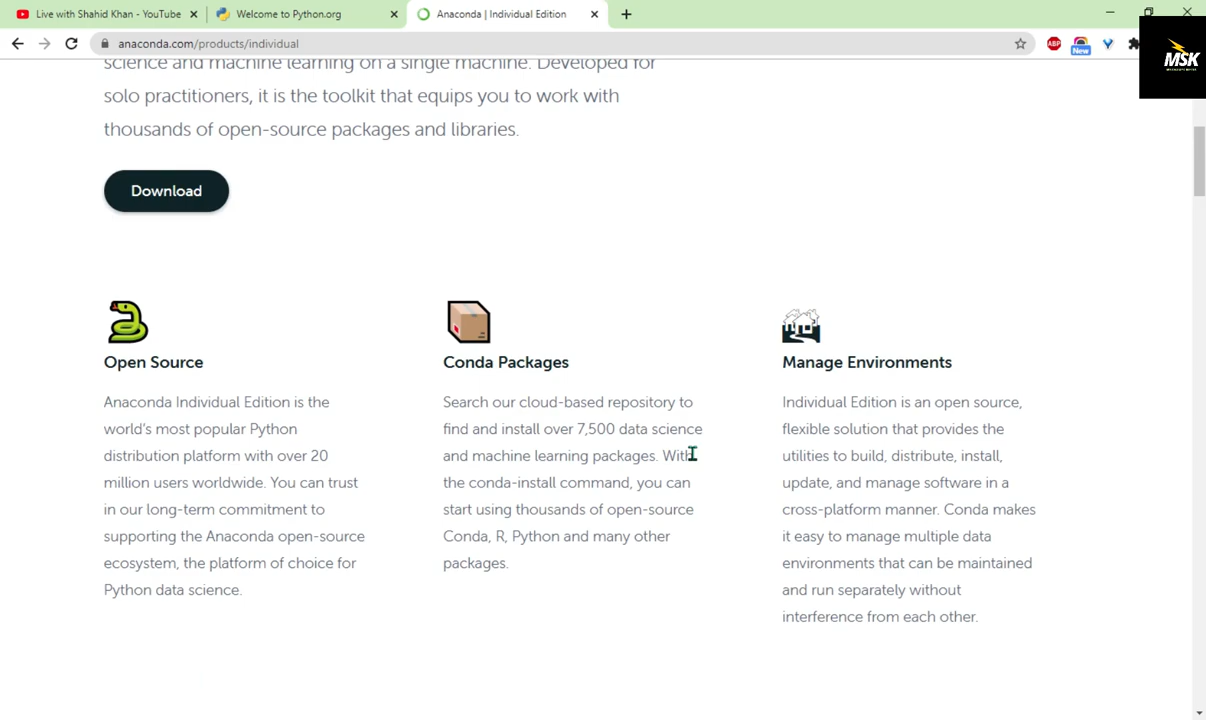 Live with Shahid Khan - YouTube
Welcome to Python.org
Anaconda | Individual Edition
anaconda.com/products/individual
ABP
New
MSK
science and machine learning on a single machine. Developed for
solo practitioners, it is the toolkit that equips you to work with
thousands of open-source packages and libraries.
Download
Open Source
Anaconda Individual Edition is the
world's most popular Python
distribution platform with over 20
million users worldwide. You can trust
in our long-term commitment to
supporting the Anaconda open-source
ecosystem, the platform of choice for
Python data science.
Conda Packages
Search our cloud-based repository to
find and install over 7,500 data science
and machine learning packages. With
the conda-install command, you can
start using thousands of open-source
Conda, R, Python and many other
packages.
Manage Environments
Individual Edition is an open source,
flexible solution that provides the
utilities to build, distribute, install,
update, and manage software in a
cross-platform manner. Conda makes
it easy to manage multiple data
environments that can be maintained
and run separately without
interference from each other.